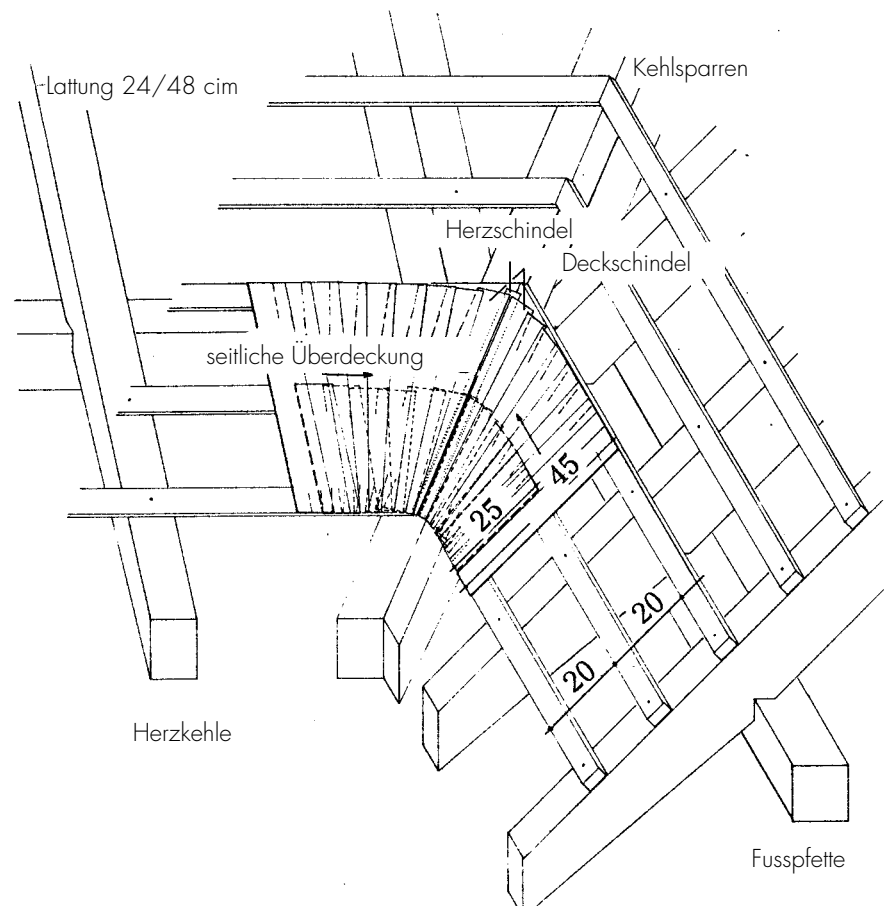 Kehlsparren
Lattung 24/48 cim
Herzschindel
Deckschindel
seitliche Überdeckung
45
25
20
20
Herzkehle
Fusspfette